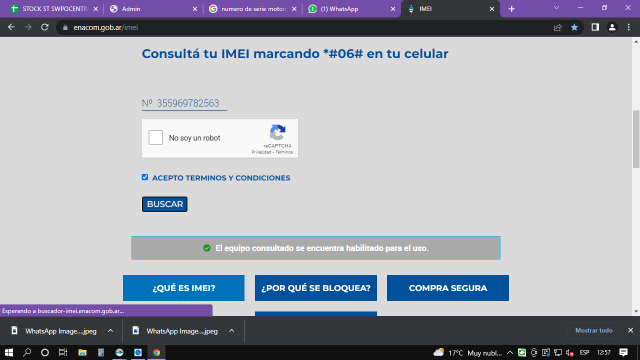 STOCK ST SWPOCENTR
Admin
numero de serie motoro
(1) WhatsApp
IMEI
enacom.gob.ar/imei
Consultá tu IMEI marcando *#06# en tu celular
Nº 355969782563
No soy un robot
reCAPTCHA
Privacidad - Términos
ACEPTO TERMINOS Y CONDICIONES
BUSCAR
El equipo consultado se encuentra habilitado para el uso.
¿QUÉ ES IMEI?
¿POR QUÉ SE BLOQUEA?
COMPRA SEGURA
Esperando a buscador-imei.enacom.gob.ar...
WhatsApp Image....jpeg
WhatsApp Image....jpeg
Mostrar todo
17°C Muy nubl...
ESP
12:57